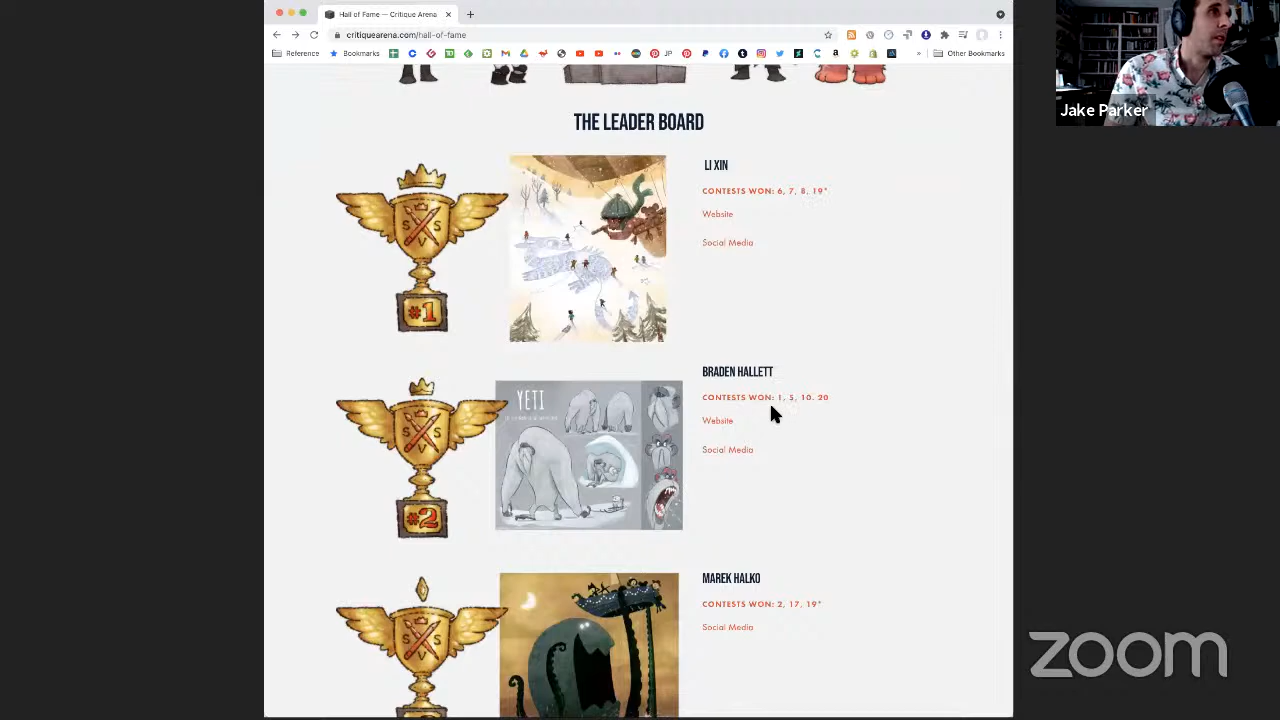 Hall of Fame — Critique Arena
critiquearena.com/hall-of-fame
Reference
Bookmarks
JP
Other Bookmarks
Jake Parker
THE LEADER BOARD
LI XIN
CONTESTS WON: 6, 7, 8, 19*
Website
Social Media
S V S
#1
BRADEN HALLETT
CONTESTS WON: 1, 5, 10. 20
Website
Social Media
S V S
#2
YETI
MAREK HALKO
CONTESTS WON: 2, 17, 19*
Social Media
S V S
zoom